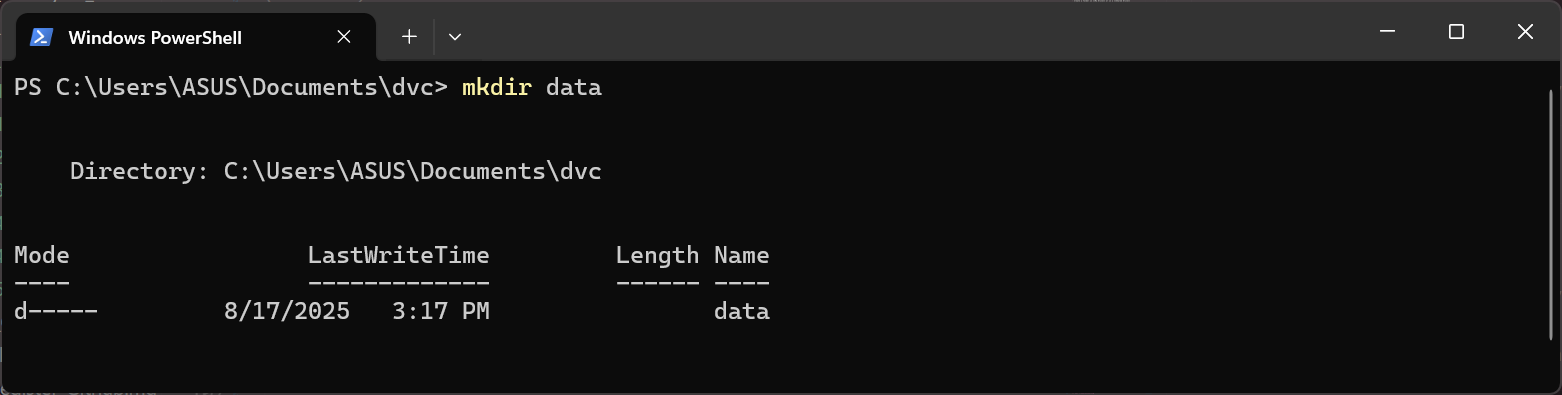 Windows PowerShell
PS C:\Users\ASUS\Documents\dvc> mkdir data
Directory: C:\Users\ASUS\Documents\dvc
Mode LastWriteTime Length Name
---- ------------- ------ ----
d----- 8/17/2025 3:17 PM data